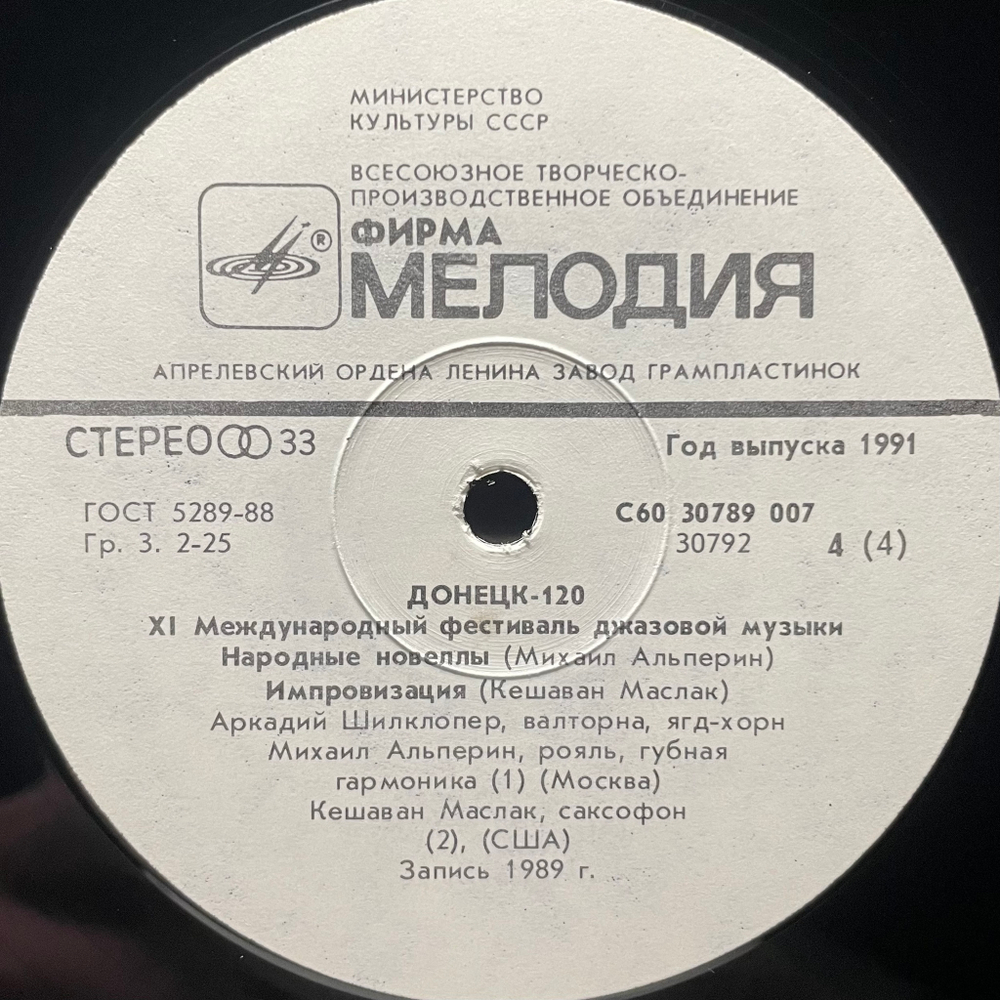 МИНИСТЕРСТВО
КУЛЬТУРЫ СССР
ВСЕСОЮЗНОЕ ТВОРЧЕСКО-
ПРОИЗВОДСТВЕННОЕ ОБЪЕДИНЕНИЕ
ФИРМА
®
МЕЛОДИЯ
АПРЕЛЕВСКИЙ ОРДЕНА ЛЕНИНА ЗАВОД ГРАМПЛАСТИНОК
СТЕРЕО 33
Год выпуска 1991
ГОСТ 5289-88
Гр. 3. 2-25
С60 30789 007
30792 4 (4)
ДОНЕЦК-120
XI Международный фестиваль джазовой музыки
Народные новеллы (Михаил Альперин)
Импровизация (Кешаван Маслак)
Аркадий Шилклопер, валторна, ягд-хорн
Михаил Альперин, рояль, губная
гармоника (1) (Москва)
Кешаван Маслак, саксофон
(2), (США)
Запись 1989 г.